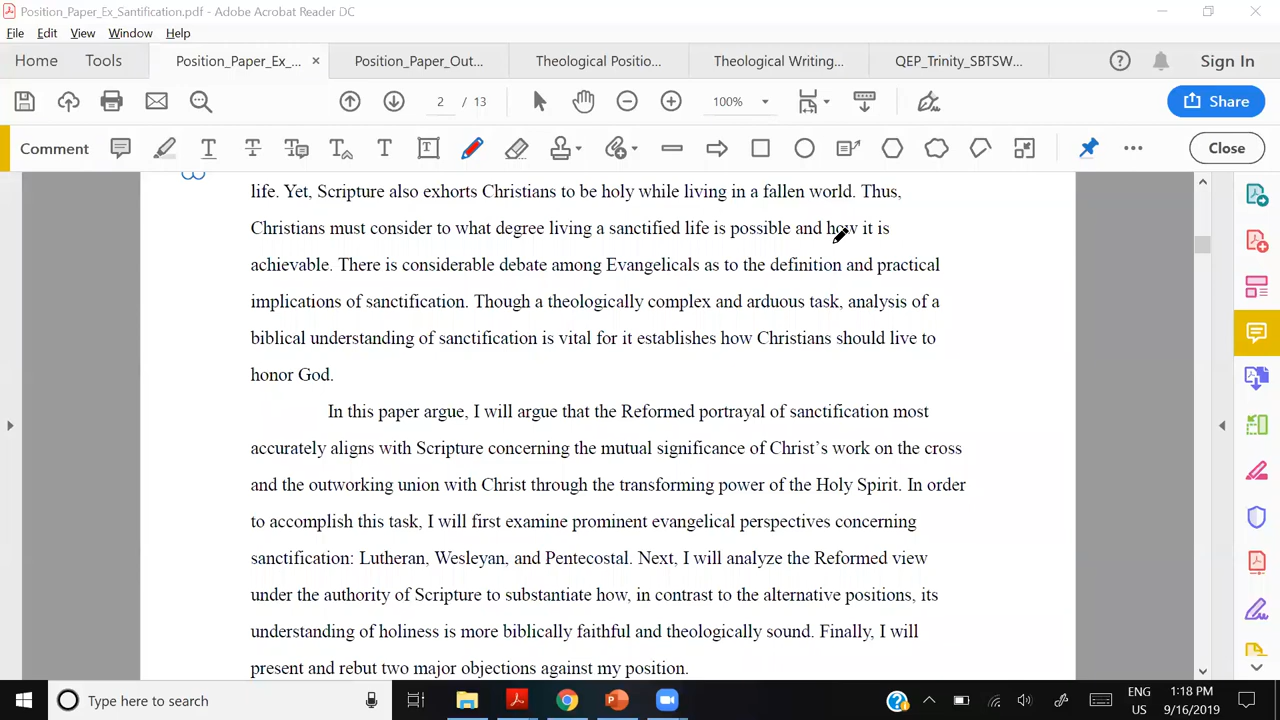 Position_Paper_Ex_Santification.pdf - Adobe Acrobat Reader DC
File Edit View Window Help
Home Tools Position_Paper_Ex_... × Position_Paper_Out... Theological Positio... Theological Writing... QEP_Trinity_SBTSW... Sign In
2 / 13 100% Share
Comment Close
life. Yet, Scripture also exhorts Christians to be holy while living in a fallen world. Thus,
Christians must consider to what degree living a sanctified life is possible and how it is
achievable. There is considerable debate among Evangelicals as to the definition and practical
implications of sanctification. Though a theologically complex and arduous task, analysis of a
biblical understanding of sanctification is vital for it establishes how Christians should live to
honor God.
In this paper argue, I will argue that the Reformed portrayal of sanctification most
accurately aligns with Scripture concerning the mutual significance of Christ’s work on the cross
and the outworking union with Christ through the transforming power of the Holy Spirit. In order
to accomplish this task, I will first examine prominent evangelical perspectives concerning
sanctification: Lutheran, Wesleyan, and Pentecostal. Next, I will analyze the Reformed view
under the authority of Scripture to substantiate how, in contrast to the alternative positions, its
understanding of holiness is more biblically faithful and theologically sound. Finally, I will
present and rebut two major objections against my position.
Type here to search
ENG
US
1:18 PM
9/16/2019